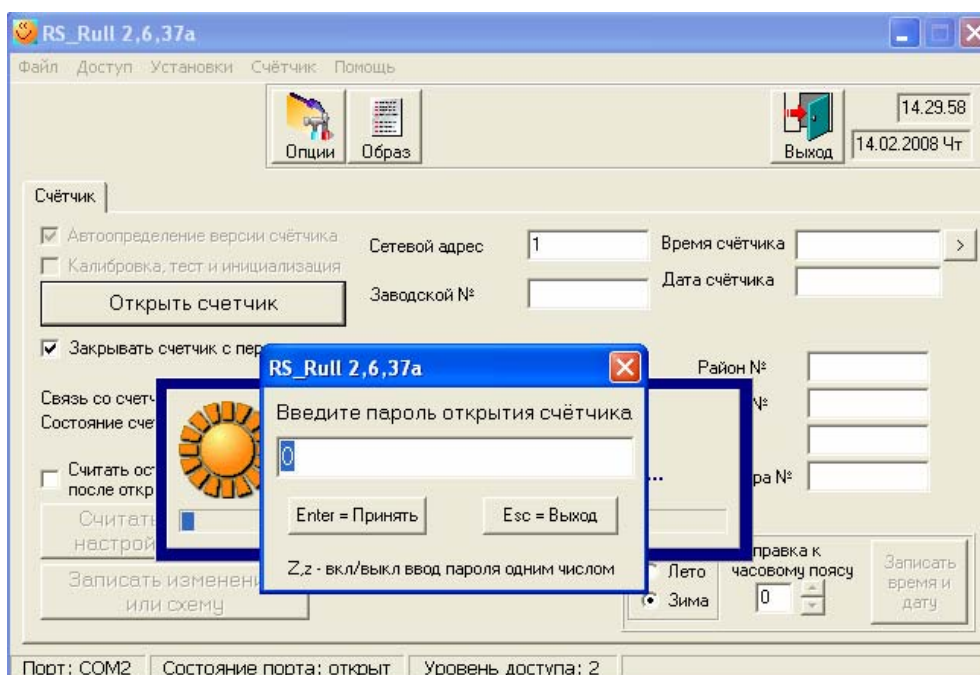 RS_Rull 2,6,37a
Файл Доступ Установки Счётчик Помощь
Опции
Образ
Выход
14.29.58
14.02.2008 Чт
Счётчик
Автоопределение версии счётчика
Калибровка, тест и инициализация
Открыть счетчик
Сетевой адрес
1
Заводской №
Время счётчика
>
Дата счётчика
Закрывать счетчик с пер
Связь со счетч
Состояние сче
Считать ос
после откр
Считать
настрой
Записать изменени
или схему
RS_Rull 2,6,37a
Введите пароль открытия счётчика
0
Enter = Принять
Esc = Выход
Z,z - вкл/выкл ввод пароля одним числом
...
Район №
№
ра №
Лето
Зима
правка к
часовому поясу
0
Записать
время и
дату
Порт: COM2
Состояние порта: открыт
Уровень доступа: 2